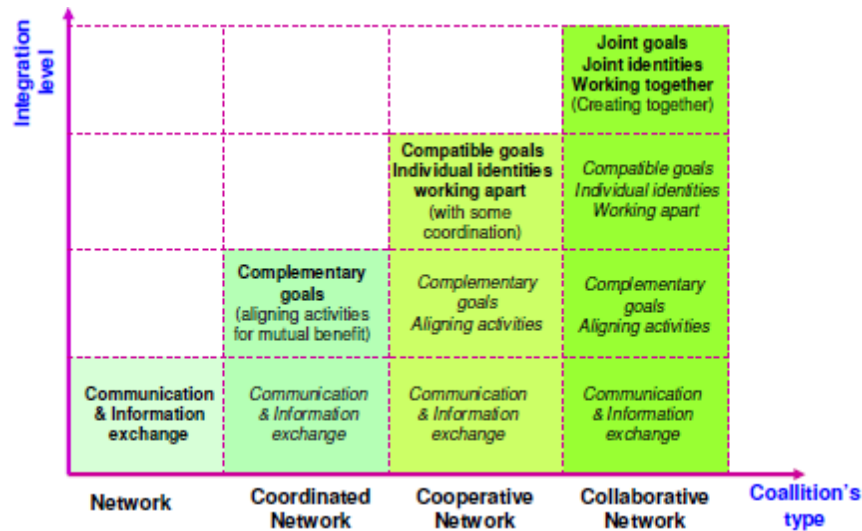 Integration
level
Joint goals
Joint identities
Working together
(Creating together)
Compatible goals
Individual identities
working apart
(with some
coordination)
Compatible goals
Individual identities
Working apart
Complementary
goals
(aligning activities
for mutual benefit)
Complementary
goals
Aligning activities
Complementary
goals
Aligning activities
Communication
& Information
exchange
Communication
& Information
exchange
Communication
& Information
exchange
Communication
& Information
exchange
Network
Coordinated
Network
Cooperative
Network
Collaborative
Network
Coallition's
type